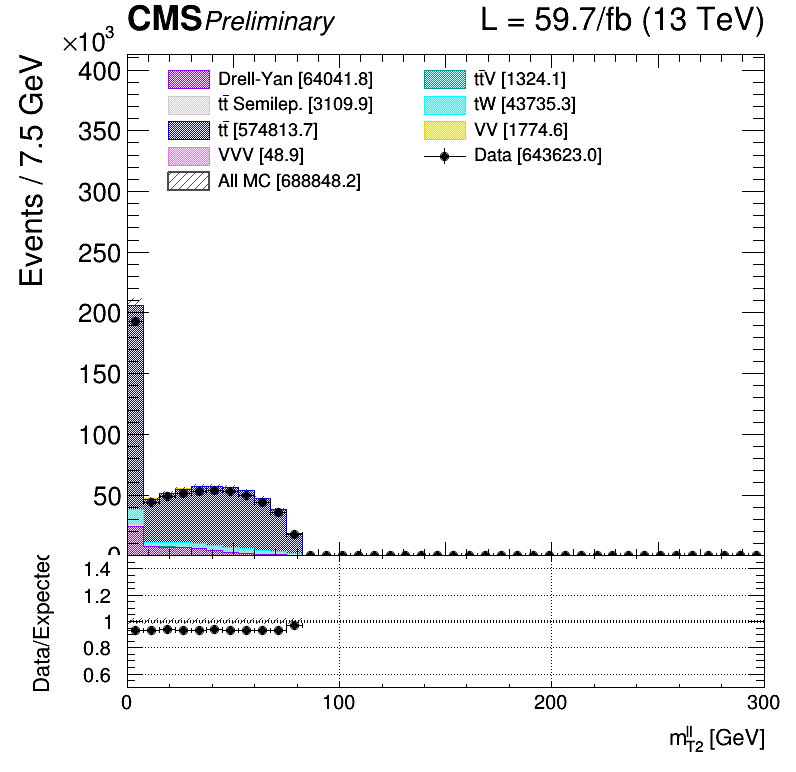 CMS Preliminary L = 59.7/fb (13 TeV)
×10³
Events / 7.5 GeV
400
350
300
250
200
150
100
50
0
Drell-Yan [64041.8]
tt̄ Semilep. [3109.9]
tt̄ [574813.7]
VVV [48.9]
All MC [688848.2]
tt̄V [1324.1]
tW [43735.3]
VV [1774.6]
Data [643623.0]
Data/Expected
1.4
1.2
1
0.8
0.6
0 100 200 300
m^{ll}_{T2} [GeV]